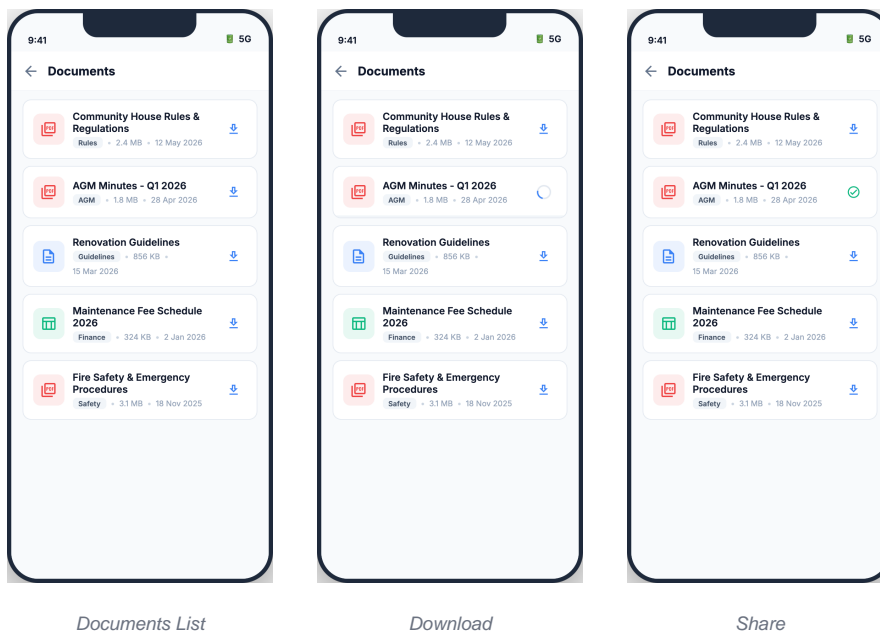 9:41
5G
Documents
Community House Rules &
Regulations
Rules • 2.4 MB • 12 May 2026
AGM Minutes - Q1 2026
AGM • 1.8 MB • 28 Apr 2026
Renovation Guidelines
Guidelines • 856 KB •
15 Mar 2026
Maintenance Fee Schedule
2026
Finance • 324 KB • 2 Jan 2026
Fire Safety & Emergency
Procedures
Safety • 3.1 MB • 18 Nov 2025
Documents List
9:41
5G
Documents
Community House Rules &
Regulations
Rules • 2.4 MB • 12 May 2026
AGM Minutes - Q1 2026
AGM • 1.8 MB • 28 Apr 2026
Renovation Guidelines
Guidelines • 856 KB •
15 Mar 2026
Maintenance Fee Schedule
2026
Finance • 324 KB • 2 Jan 2026
Fire Safety & Emergency
Procedures
Safety • 3.1 MB • 18 Nov 2025
Download
9:41
5G
Documents
Community House Rules &
Regulations
Rules • 2.4 MB • 12 May 2026
AGM Minutes - Q1 2026
AGM • 1.8 MB • 28 Apr 2026
Renovation Guidelines
Guidelines • 856 KB •
15 Mar 2026
Maintenance Fee Schedule
2026
Finance • 324 KB • 2 Jan 2026
Fire Safety & Emergency
Procedures
Safety • 3.1 MB • 18 Nov 2025
Share